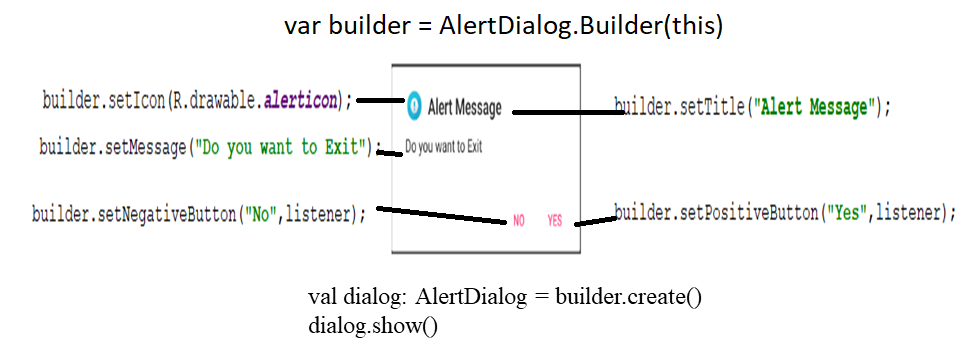 var builder = AlertDialog.Builder(this)
builder.setIcon(R.drawable.alerticon);
Alert Message
builder.setTitle("Alert Message");
builder.setMessage("Do you want to Exit");
Do you want to Exit
builder.setNegativeButton("No",listener);
NO
YES
builder.setPositiveButton("Yes",listener);
val dialog: AlertDialog = builder.create()
dialog.show()